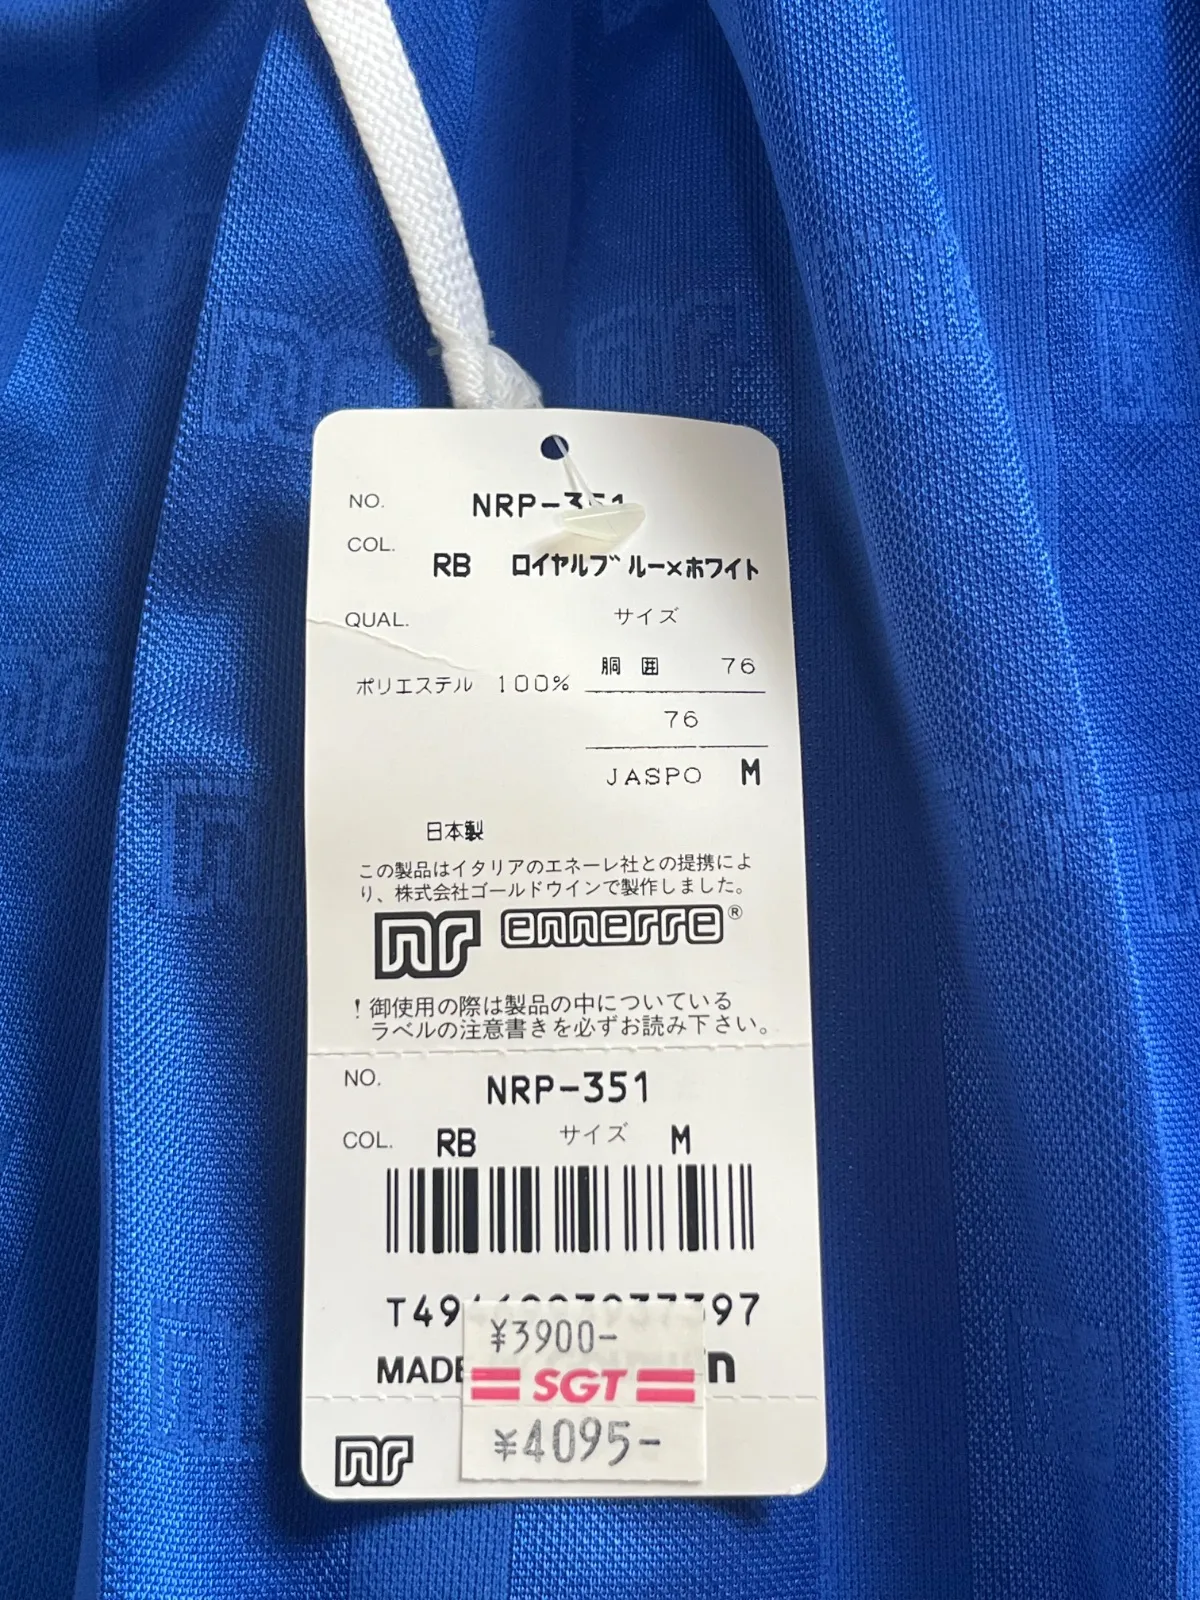 NO. NRP-351
COL. RB ロイヤルブルー×ホワイト
QUAL. サイズ
胴囲 76
ポリエステル 100%
76
JASPO M
日本製
この製品はイタリアのエネーレ社との提携によ
り、株式会社ゴールドウインで製作しました。
nr ennerre®
！御使用の際は製品の中についている
ラベルの注意書きを必ずお読み下さい。
NO. NRP-351
COL. RB サイズ M
MADE
¥3900-
SGT
¥4095-
nr